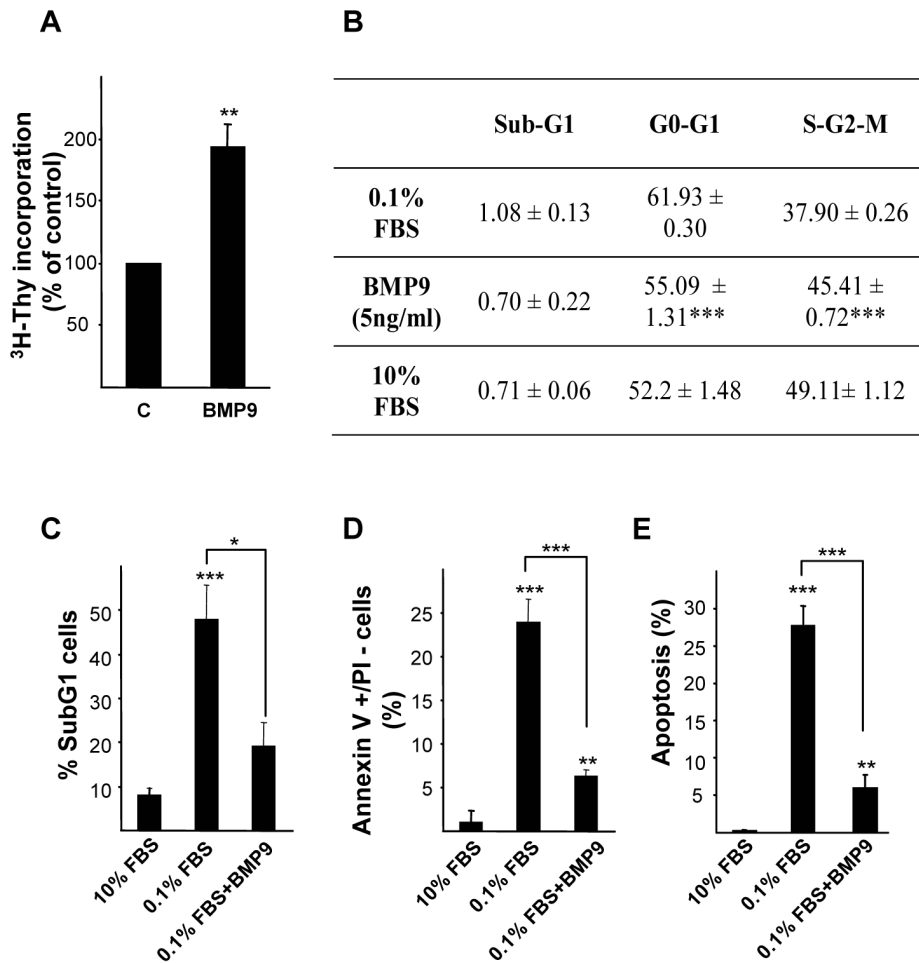 A
³H-Thy incorporation
(% of control)
200
150
100
50
**
C
BMP9
B
Sub-G1 G0-G1 S-G2-M
0.1%
FBS
1.08 ± 0.13
61.93 ±
0.30
37.90 ± 0.26
BMP9
(5ng/ml)
0.70 ± 0.22
55.09 ±
1.31***
45.41 ±
0.72***
10%
FBS
0.71 ± 0.06
52.2 ± 1.48
49.11± 1.12
C
% SubG1 cells
50
40
30
20
10
***
*
10% FBS
0.1% FBS
0.1% FBS+BMP9
D
Annexin V +/PI - cells
(%)
25
20
15
10
5
***
***
**
10% FBS
0.1% FBS
0.1% FBS+BMP9
E
Apoptosis (%)
30
25
20
15
10
5
***
***
**
10% FBS
0.1% FBS
0.1% FBS+BMP9